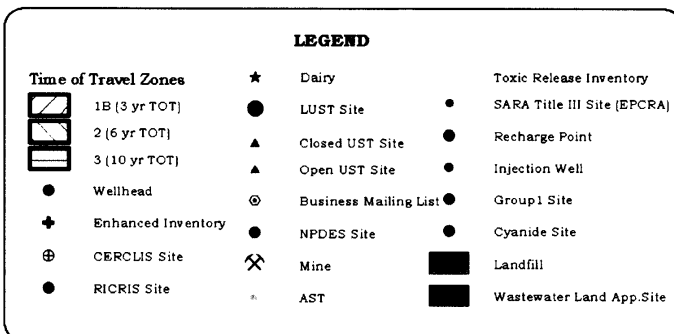 LEGEND
Time of Travel Zones
1B (3 yr TOT)
2 (6 yr TOT)
3 (10 yr TOT)
Wellhead
Enhanced Inventory
CERCLIS Site
RICRIS Site
Dairy
LUST Site
Closed UST Site
Open UST Site
Business Mailing List
NPDES Site
Mine
AST
Toxic Release Inventory
SARA Title III Site (EPCRA)
Recharge Point
Injection Well
Group1 Site
Cyanide Site
Landfill
Wastewater Land App.Site